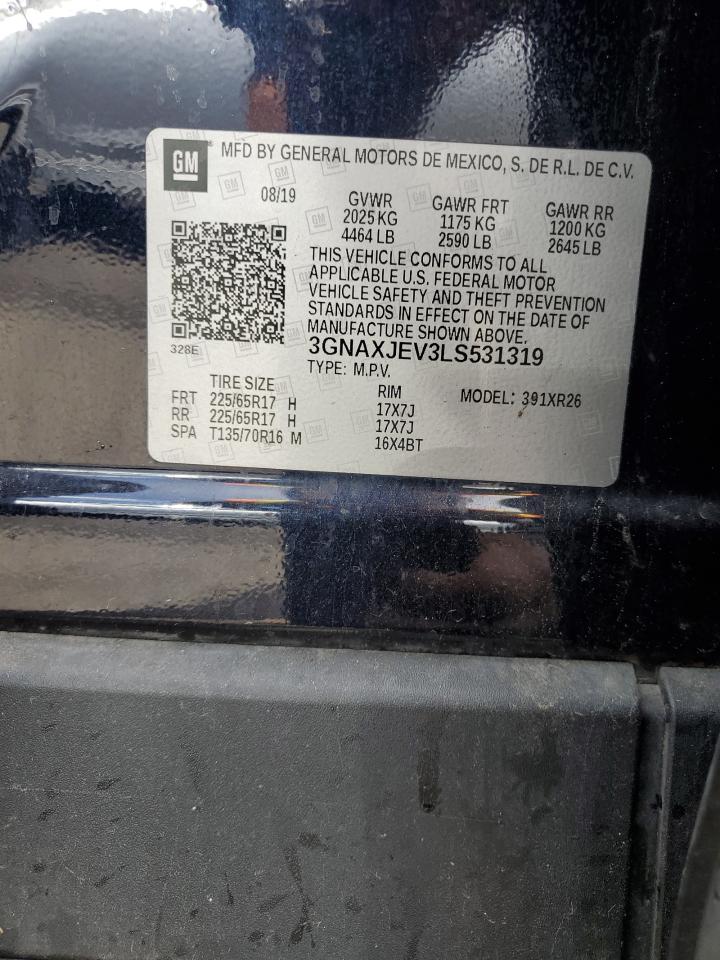 GM MFD BY GENERAL MOTORS DE MEXICO, S. DE R.L. DE C.V.
08/19 GVWR GAWR FRT GAWR RR
2025 KG 1175 KG 1200 KG
4464 LB 2590 LB 2645 LB
THIS VEHICLE CONFORMS TO ALL
APPLICABLE U.S. FEDERAL MOTOR
VEHICLE SAFETY AND THEFT PREVENTION
STANDARDS IN EFFECT ON THE DATE OF
MANUFACTURE SHOWN ABOVE.
328E 3GNAXJEV3LS531319
TYPE: M.P.V.
TIRE SIZE RIM MODEL: 391XR26
FRT 225/65R17 H 17X7J
RR 225/65R17 H 17X7J
SPA T135/70R16 M 16X4BT